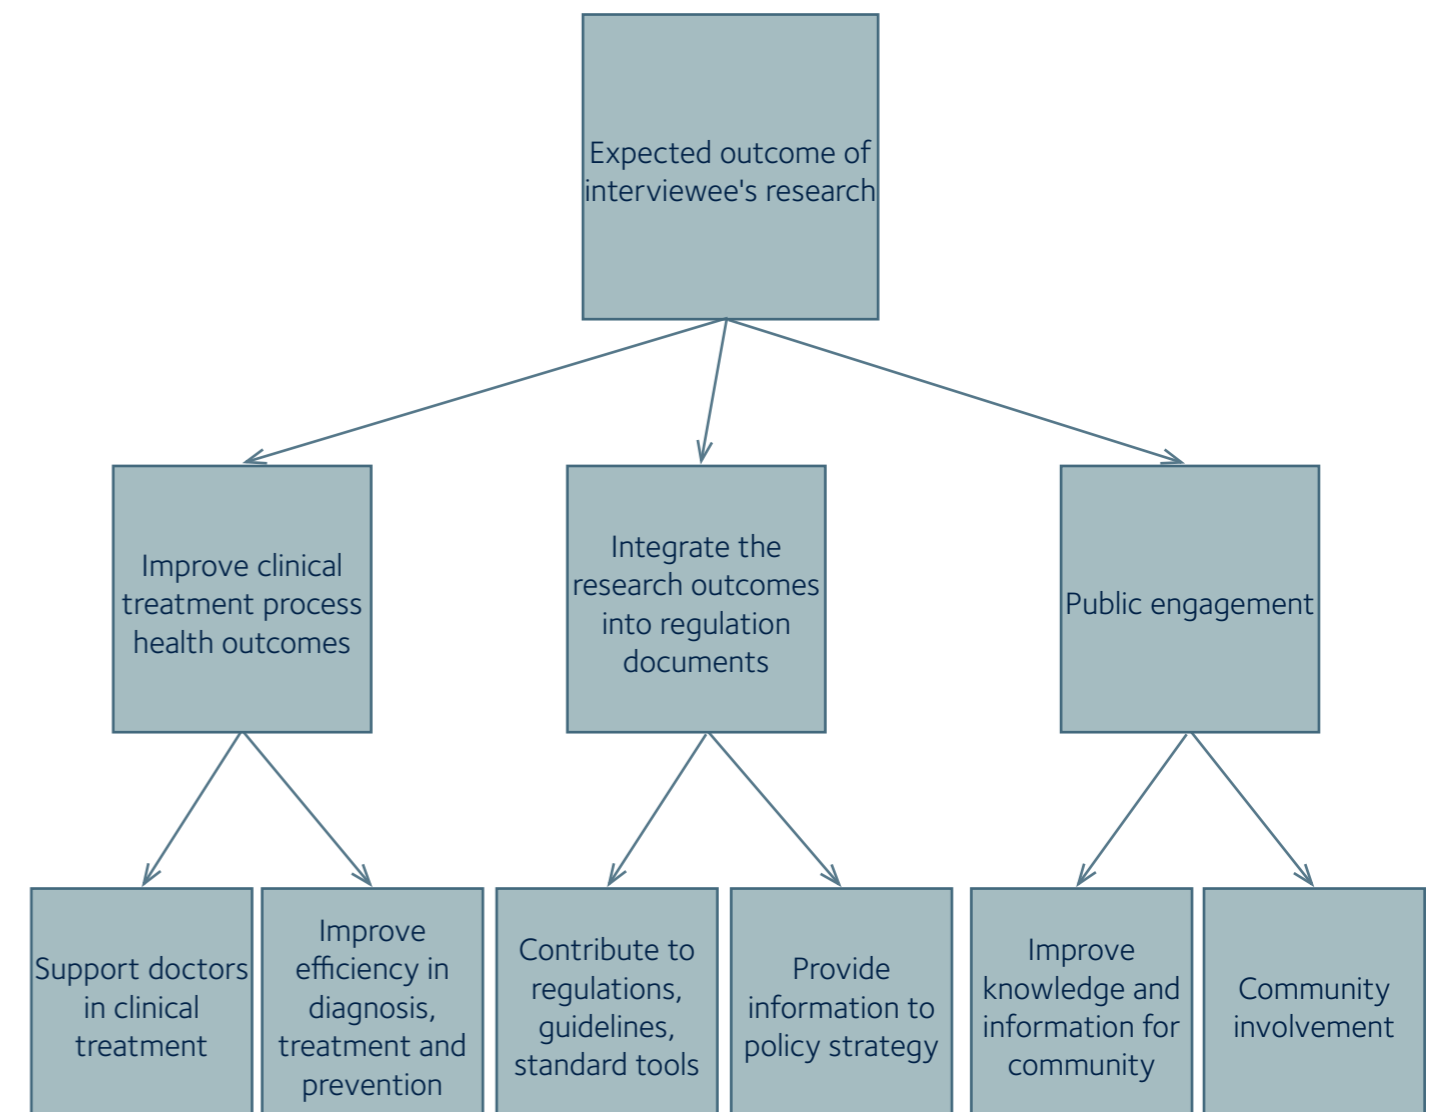 Expected outcome of
interviewee's research
Improve clinical
treatment process
health outcomes
Integrate the
research outcomes
into regulation
documents
Public engagement
Support doctors
in clinical
treatment
Improve
efficiency in
diagnosis,
treatment and
prevention
Contribute to
regulations,
guidelines,
standard tools
Provide
information to
policy strategy
Improve
knowledge and
information for
community
Community
involvement